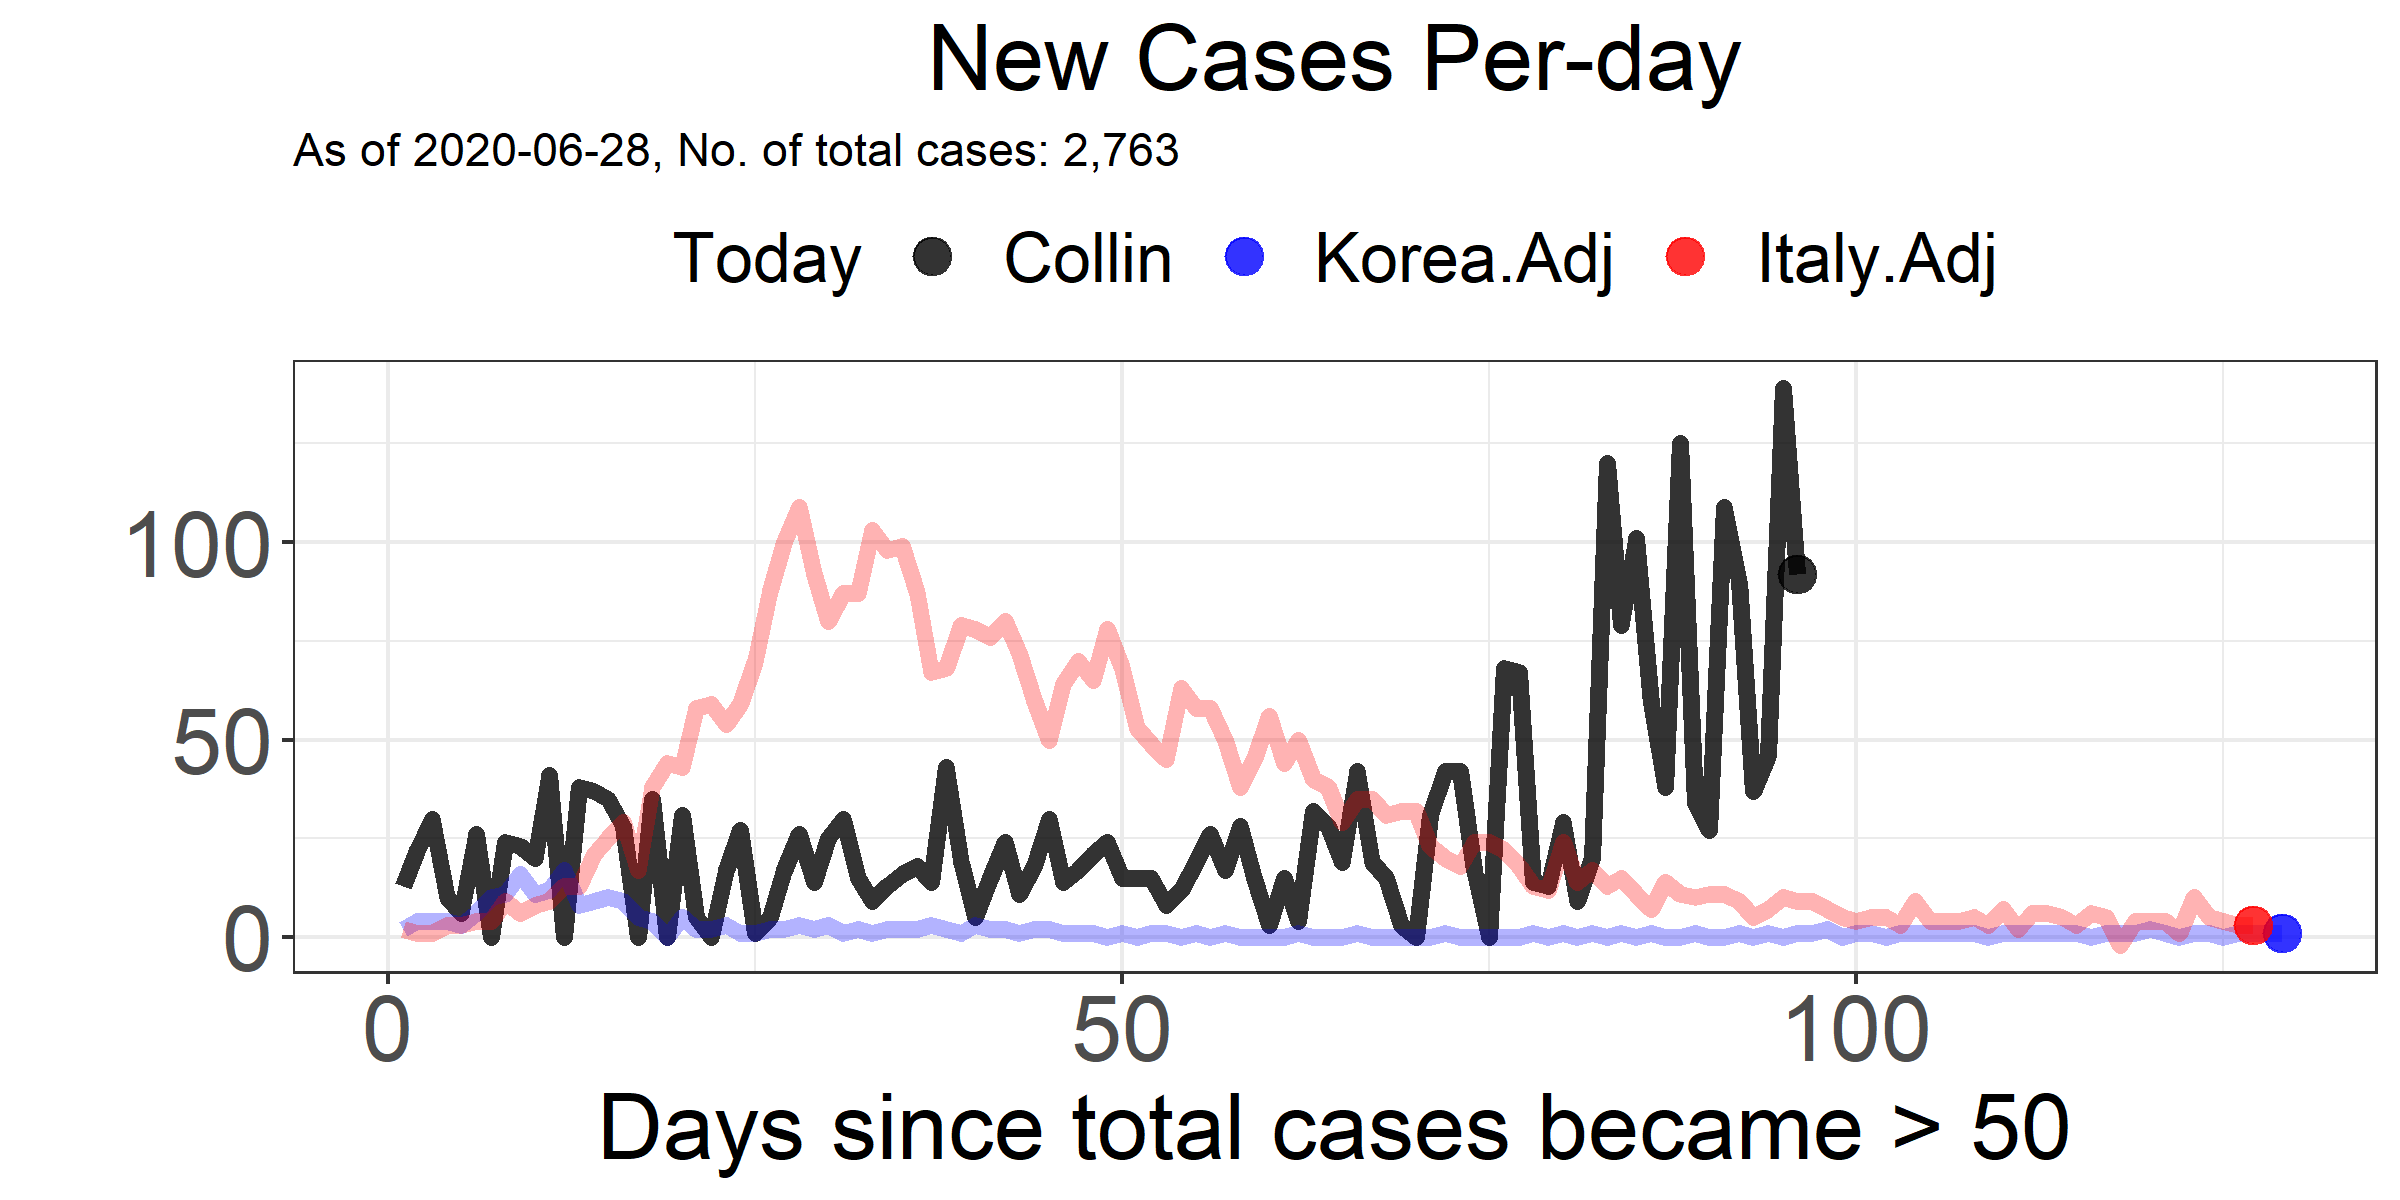 New Cases Per-day
As of 2020-06-28, No. of total cases: 2,763
Today Collin Korea.Adj Italy.Adj
100
50
0
0 50 100
Days since total cases became > 50